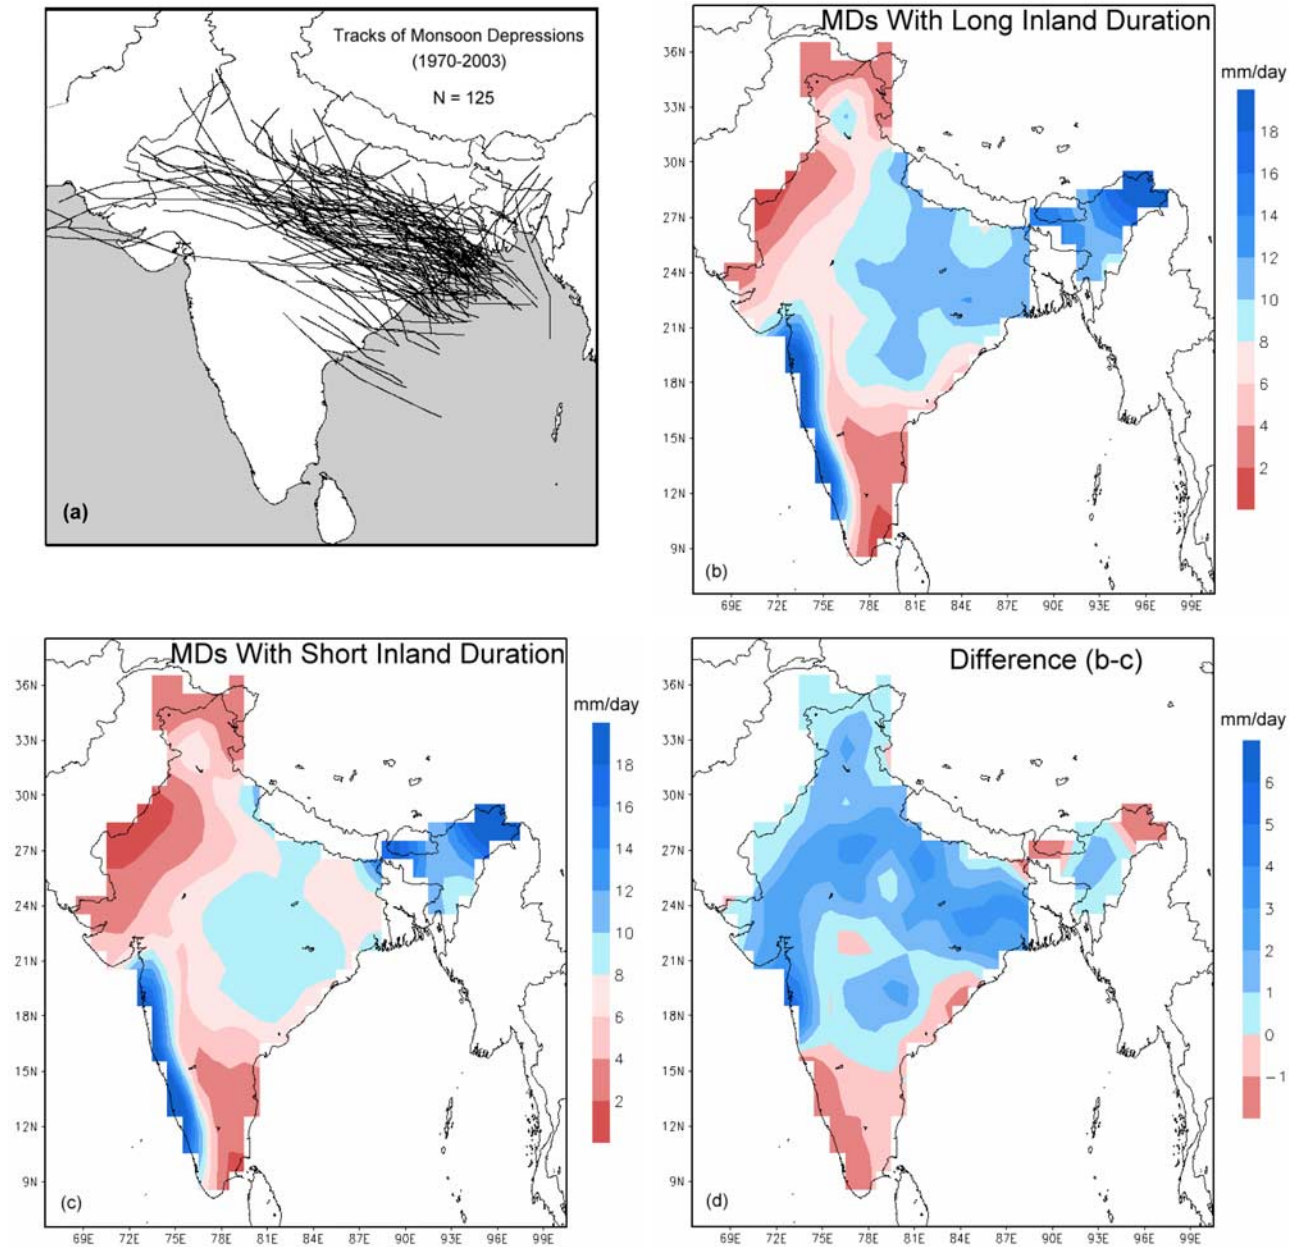 Tracks of Monsoon Depressions
(1970-2003)
N = 125
(a)
MDs With Long Inland Duration
mm/day
36N
33N
30N
27N
24N
21N
18N
15N
12N
9N
18
16
14
12
10
8
6
4
2
(b)
69E 72E 75E 78E 81E 84E 87E 90E 93E 96E 99E
MDs With Short Inland Duration
mm/day
36N
33N
30N
27N
24N
21N
18N
15N
12N
9N
18
16
14
12
10
8
6
4
2
(c)
69E 72E 75E 78E 81E 84E 87E 90E 93E 96E 99E
Difference (b-c)
mm/day
36N
33N
30N
27N
24N
21N
18N
15N
12N
9N
6
5
4
3
2
1
0
−1
(d)
69E 72E 75E 78E 81E 84E 87E 90E 93E 96E 99E